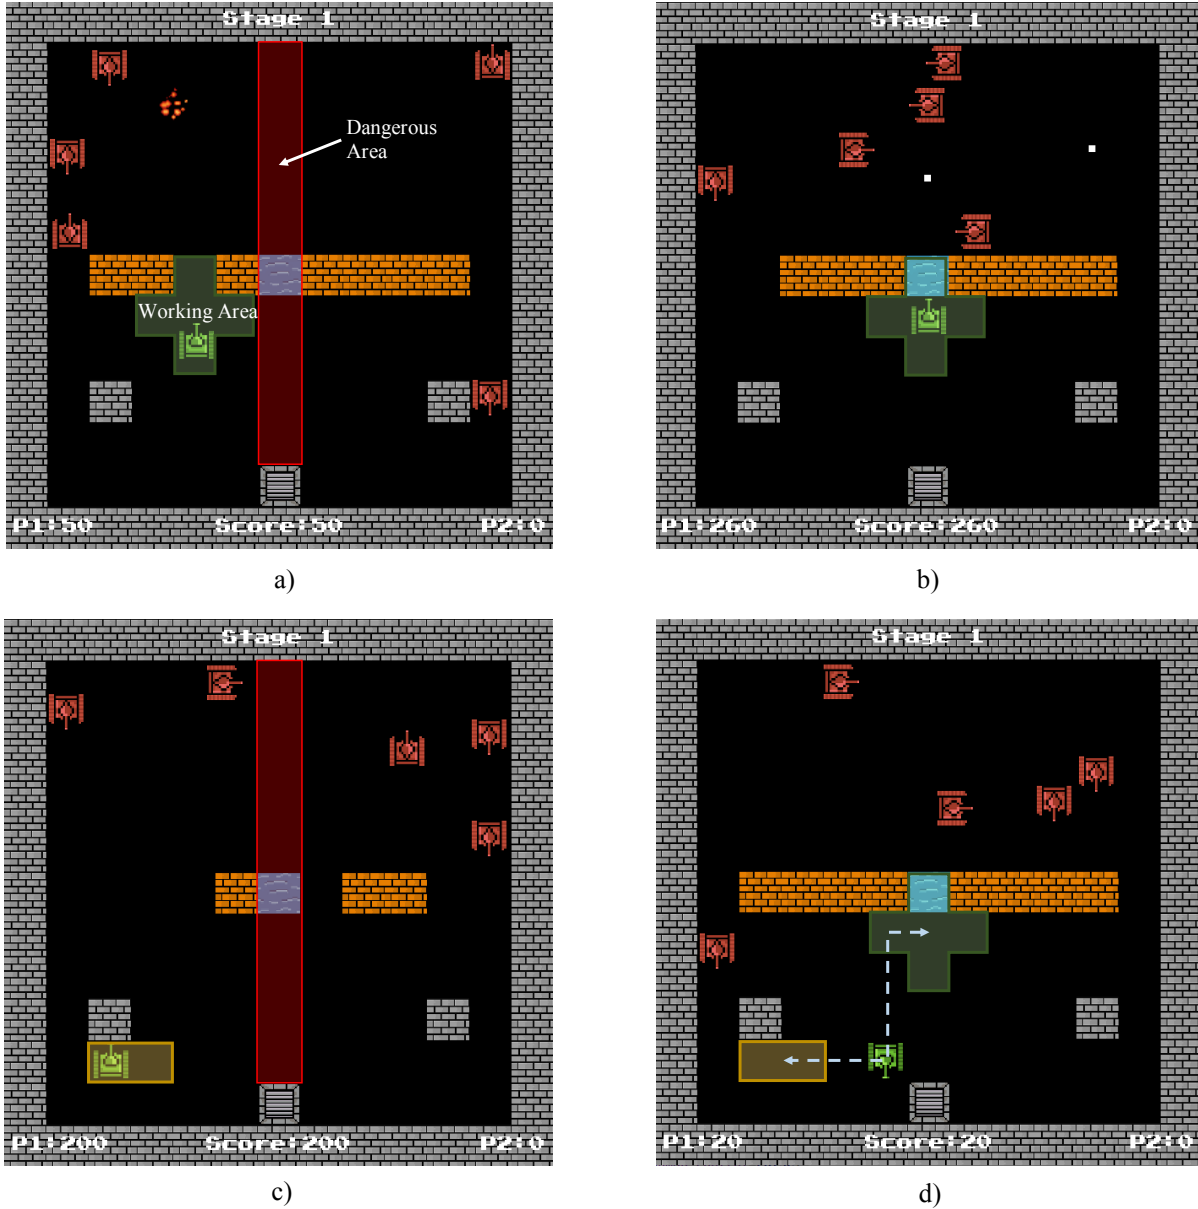 Stage 1
Dangerous
Area
Working Area
P1:50 Score:50 P2:0
a)
Stage 1
P1:260 Score:260 P2:0
b)
Stage 1
P1:200 Score:200 P2:0
c)
Stage 1
P1:20 Score:20 P2:0
d)